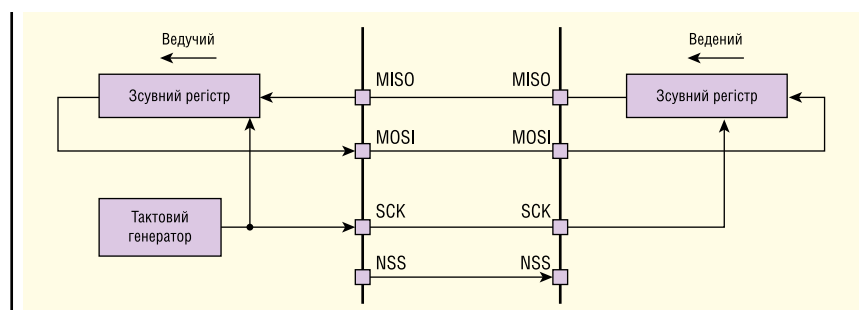 Ведучий
Ведений
MISO
MISO
Зсувний регістр
Зсувний регістр
MOSI
MOSI
Тактовий
генератор
SCK
SCK
NSS
NSS